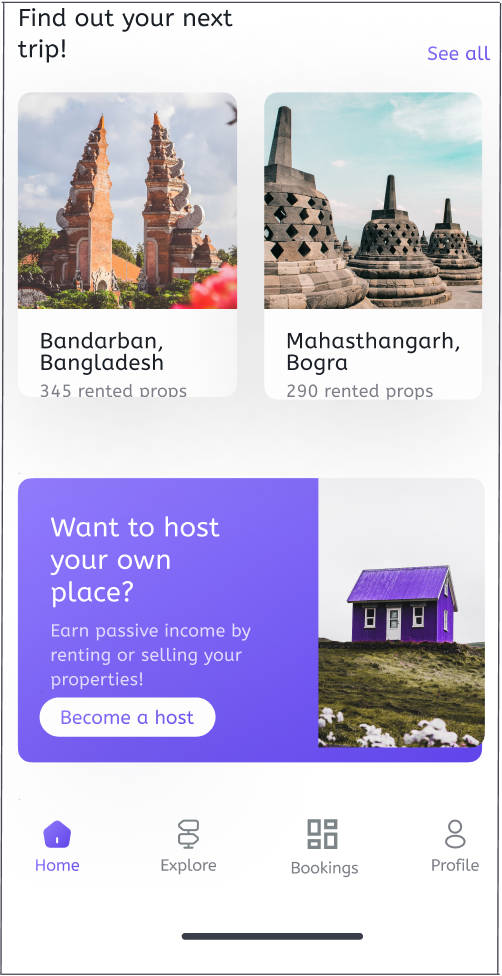 Find out your next
trip!
See all
Bandarban,
Bangladesh
345 rented props
Mahasthangarh,
Bogra
290 rented props
Want to host
your own
place?
Earn passive income by
renting or selling your
properties!
Become a host
Home
Explore
Bookings
Profile